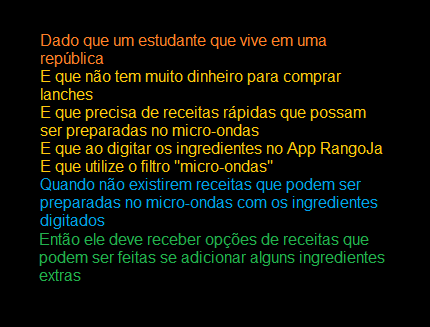 Dado que um estudante que vive em uma
república
E que não tem muito dinheiro para comprar
lanches
E que precisa de receitas rápidas que possam
ser preparadas no micro-ondas
E que ao digitar os ingredientes no App RangoJa
E que utilize o filtro "micro-ondas"
Quando não existirem receitas que podem ser
preparadas no micro-ondas com os ingredientes
digitados
Então ele deve receber opções de receitas que
podem ser feitas se adicionar alguns ingredientes
extras